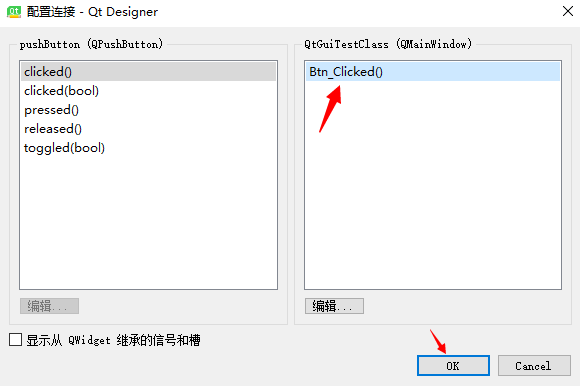 配置连接 - Qt Designer
pushButton (QPushButton)
clicked()
clicked(bool)
pressed()
released()
toggled(bool)
编辑...
QtGuiTestClass (QMainWindow)
Btn_Clicked()
编辑...
显示从 QWidget 继承的信号和槽
OK
Cancel